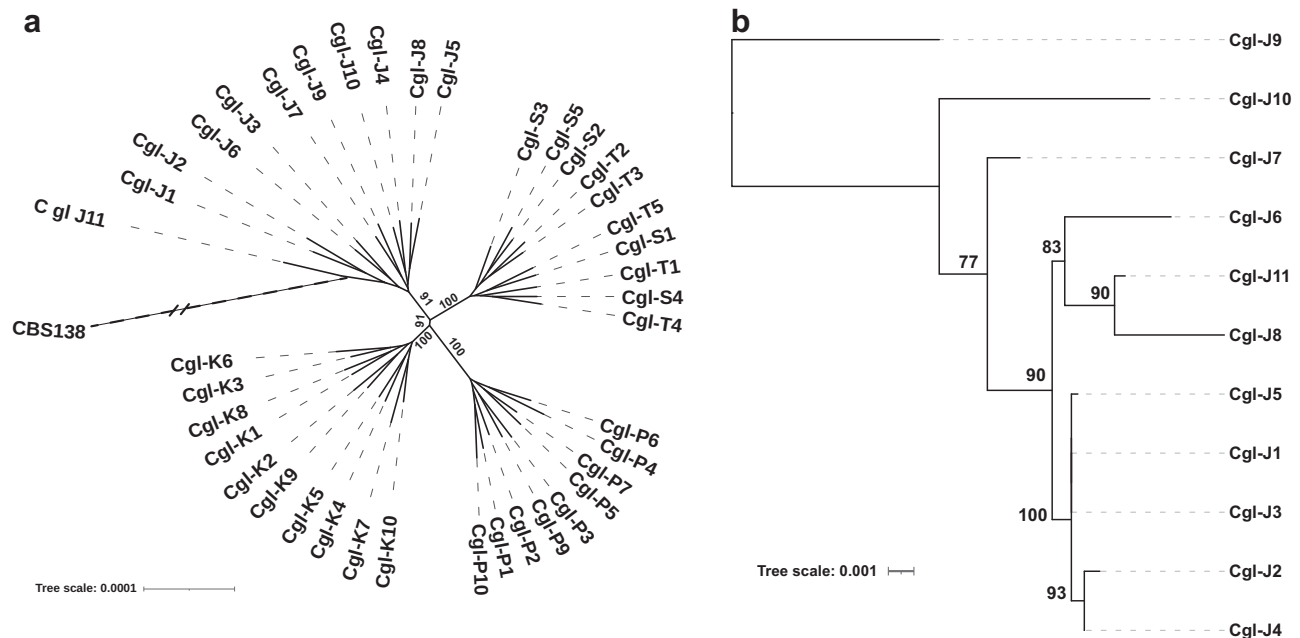 a
Cgl-J10
Cgl-J4
Cgl-J8
Cgl-J5
Cgl-J9
Cgl-J7
Cgl-J3
Cgl-J6
Cgl-J2
Cgl-J1
C gl J11
CBS138
Cgl-S3
Cgl-S5
Cgl-S2
Cgl-T2
Cgl-T3
Cgl-T5
Cgl-S1
Cgl-T1
Cgl-S4
Cgl-T4
91
100
91
100
100
Cgl-K6
Cgl-K3
Cgl-K8
Cgl-K1
Cgl-K2
Cgl-K9
Cgl-K5
Cgl-K4
Cgl-K7
Cgl-K10
Cgl-P10
Cgl-P1
Cgl-P2
Cgl-P9
Cgl-P3
Cgl-P5
Cgl-P7
Cgl-P4
Cgl-P6
Tree scale: 0.0001
b
Cgl-J9
Cgl-J10
Cgl-J7
Cgl-J6
83
77
Cgl-J11
90
Cgl-J8
90
Cgl-J5
Cgl-J1
Cgl-J3
100
Cgl-J2
93
Cgl-J4
Tree scale: 0.001